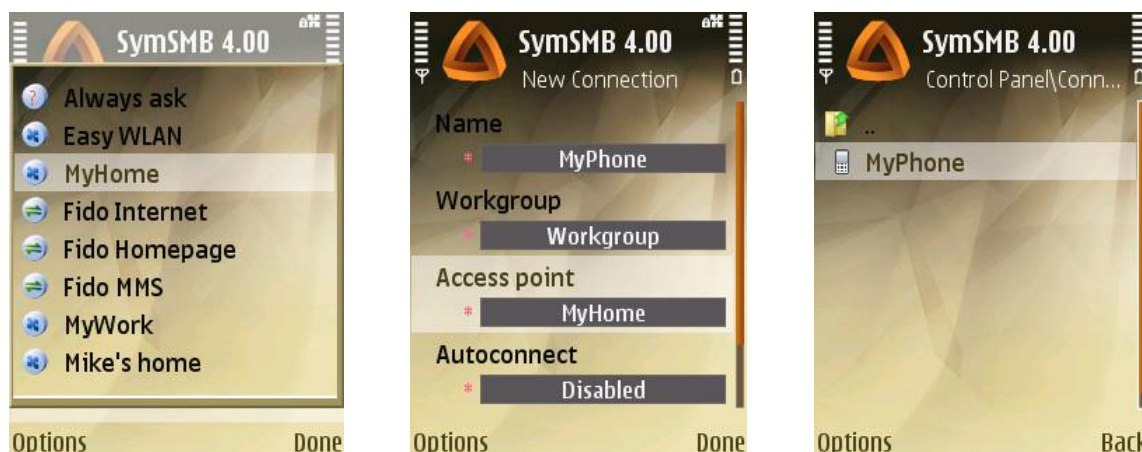 SymSMB 4.00
Always ask
Easy WLAN
MyHome
Fido Internet
Fido Homepage
Fido MMS
MyWork
Mike's home
Options Done
SymSMB 4.00
New Connection
Name
* MyPhone
Workgroup
* Workgroup
Access point
* MyHome
Autoconnect
* Disabled
Options Done
SymSMB 4.00
Control Panel\Conn...
..
MyPhone
Options Back